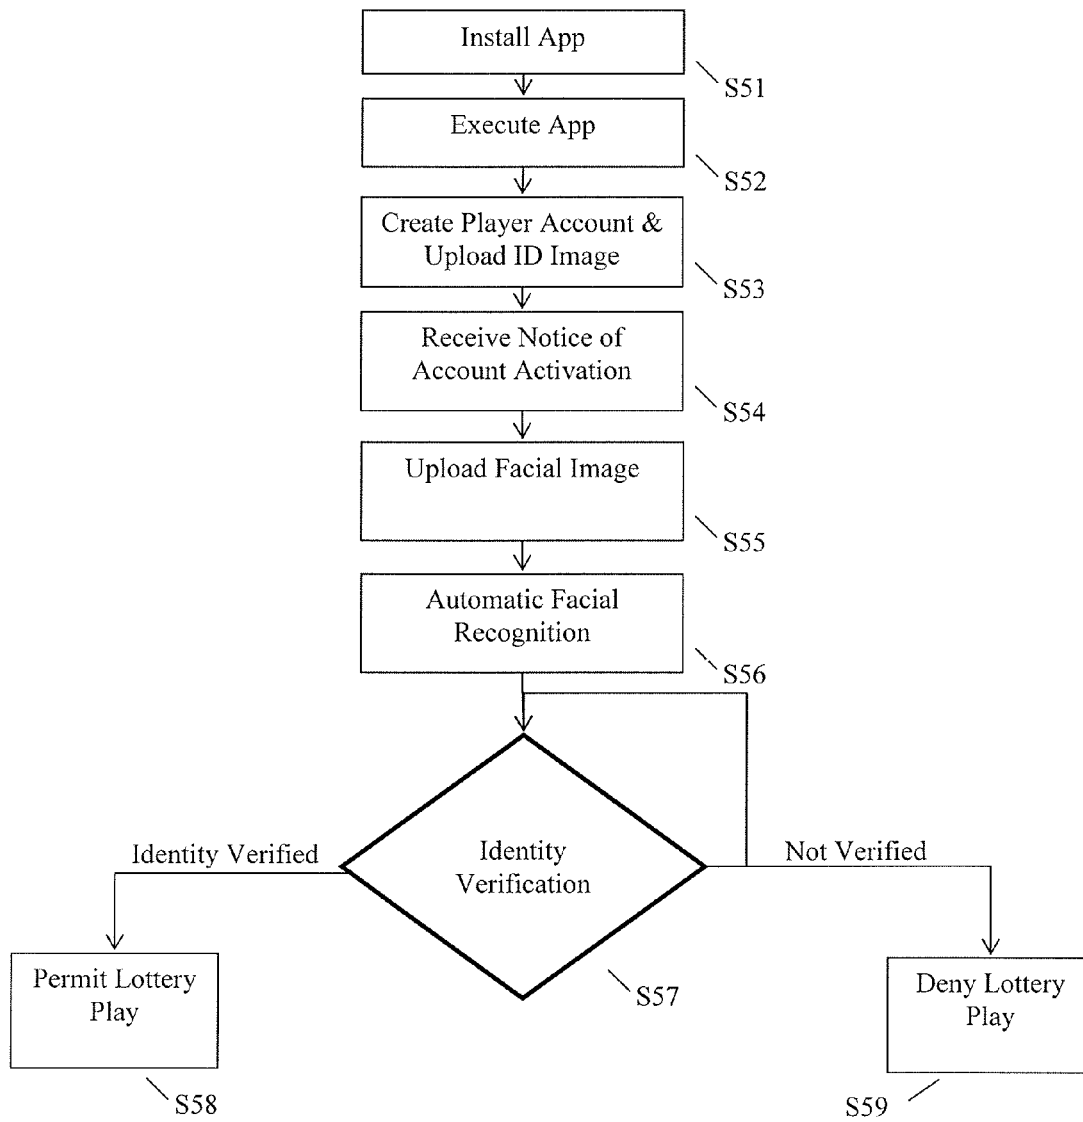 Install App
S51
Execute App
S52
Create Player Account &
Upload ID Image
S53
Receive Notice of
Account Activation
S54
Upload Facial Image
S55
Automatic Facial
Recognition
S56
Identity Verified
Identity
Verification
Not Verified
S57
Permit Lottery
Play
S58
Deny Lottery
Play
S59